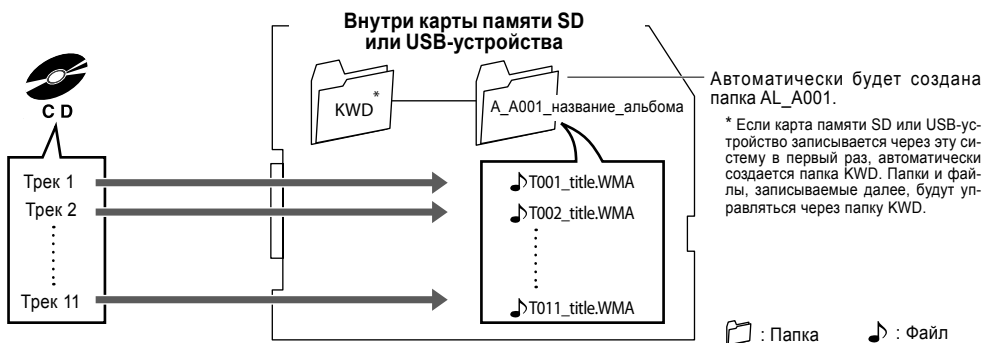 Внутри карты памяти SD
или USB-устройства
CD
KWD
*
A_A001_название_альбома
Автоматически будет создана
папка AL_A001.
* Если карта памяти SD или USB-ус-
тройство записывается через эту си-
стему в первый раз, автоматически
создается папка KWD. Папки и фай-
лы, записываемые далее, будут уп-
равляться через папку KWD.
Трек 1
T001_title.WMA
Трек 2
T002_title.WMA
Трек 11
T011_title.WMA
: Папка
: Файл